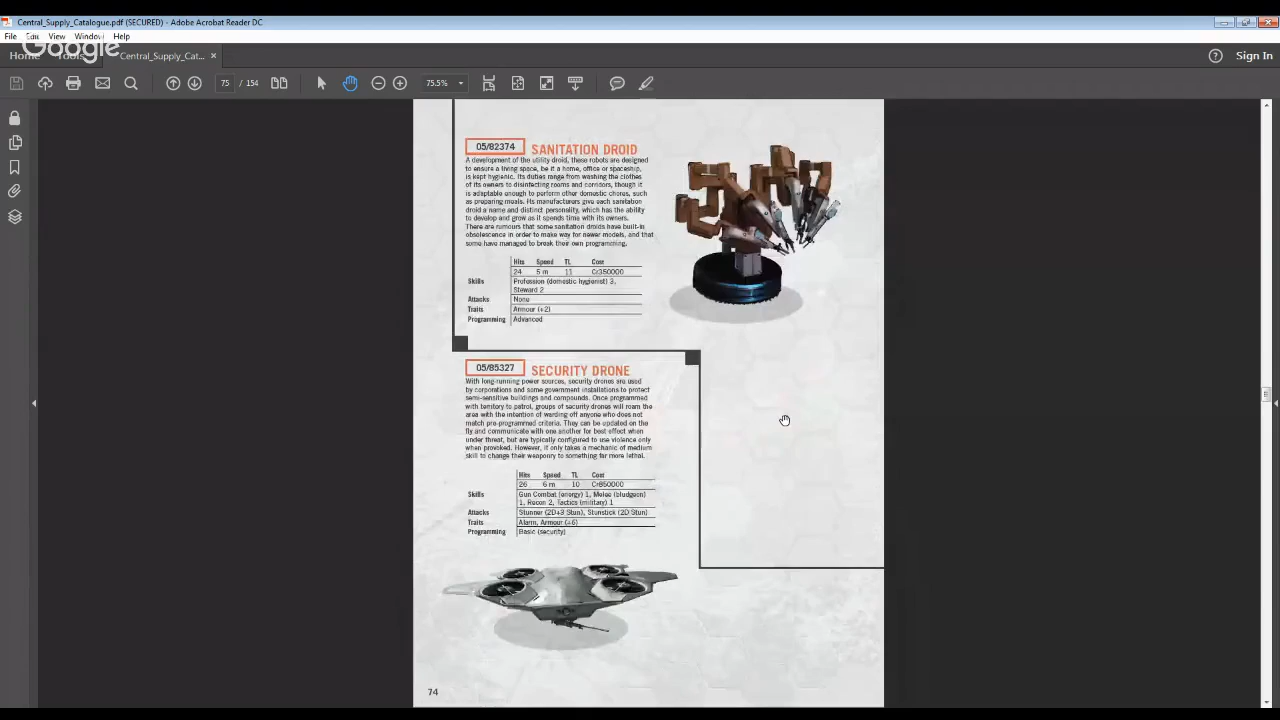 Central_Supply_Catalogue.pdf (SECURED) - Adobe Acrobat Reader DC
File Edit View Window Help
Google
Home Tools Central_Supply_Cat... × Sign In
75 / 154 75.5%
05/82374 SANITATION DROID
A development of the utility droid, these robots are designed
to ensure a living space, be it a home, office or spaceship,
is kept hygienic. Its duties range from washing the clothes
of its owners to disinfecting rooms and corridors, though it
is adaptable enough to perform other domestic chores, such
as preparing meals. Its manufacturers give each sanitation
droid a name and distinct personality, which has the ability
to develop and grow as it spends time with its owners.
There are rumours that some sanitation droids have built-in
obsolescence in order to make way for newer models, and that
some have managed to break their own programming.
Hits Speed TL Cost
24 5 m 11 Cr350000
Skills Profession (domestic hygienist) 3,
Steward 2
Attacks None
Traits Armour (+2)
Programming Advanced
05/85327 SECURITY DRONE
With long-running power sources, security drones are used
by corporations and some government installations to protect
semi-sensitive buildings and compounds. Once programmed
with territory to patrol, groups of security drones will roam the
area with the intention of warding off anyone who does not
match pre-programmed criteria. They can be updated on the
fly and communicate with one another for best effect when
under threat, but are typically configured to use violence only
when provoked. However, it only takes a mechanic of medium
skill to change their weaponry to something far more lethal.
Hits Speed TL Cost
26 6 m 10 Cr850000
Skills Gun Combat (energy) 1, Melee (bludgeon)
1, Recon 2, Tactics (military) 1
Attacks Stunner (2D+3 Stun), Stunstick (2D Stun)
Traits Alarm, Armour (+6)
Programming Basic (security)
74